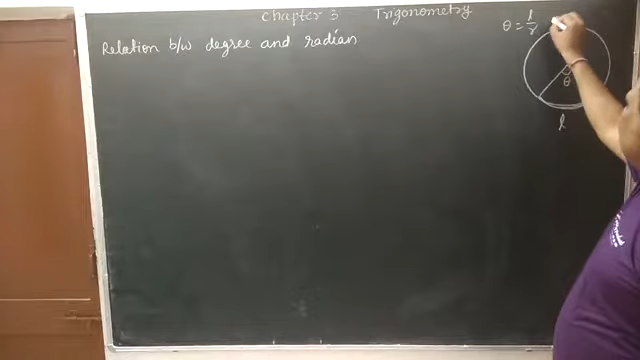 Chapter 3 Trigonometry
Relation b/w degree and radian
θ = l/r
θ
l